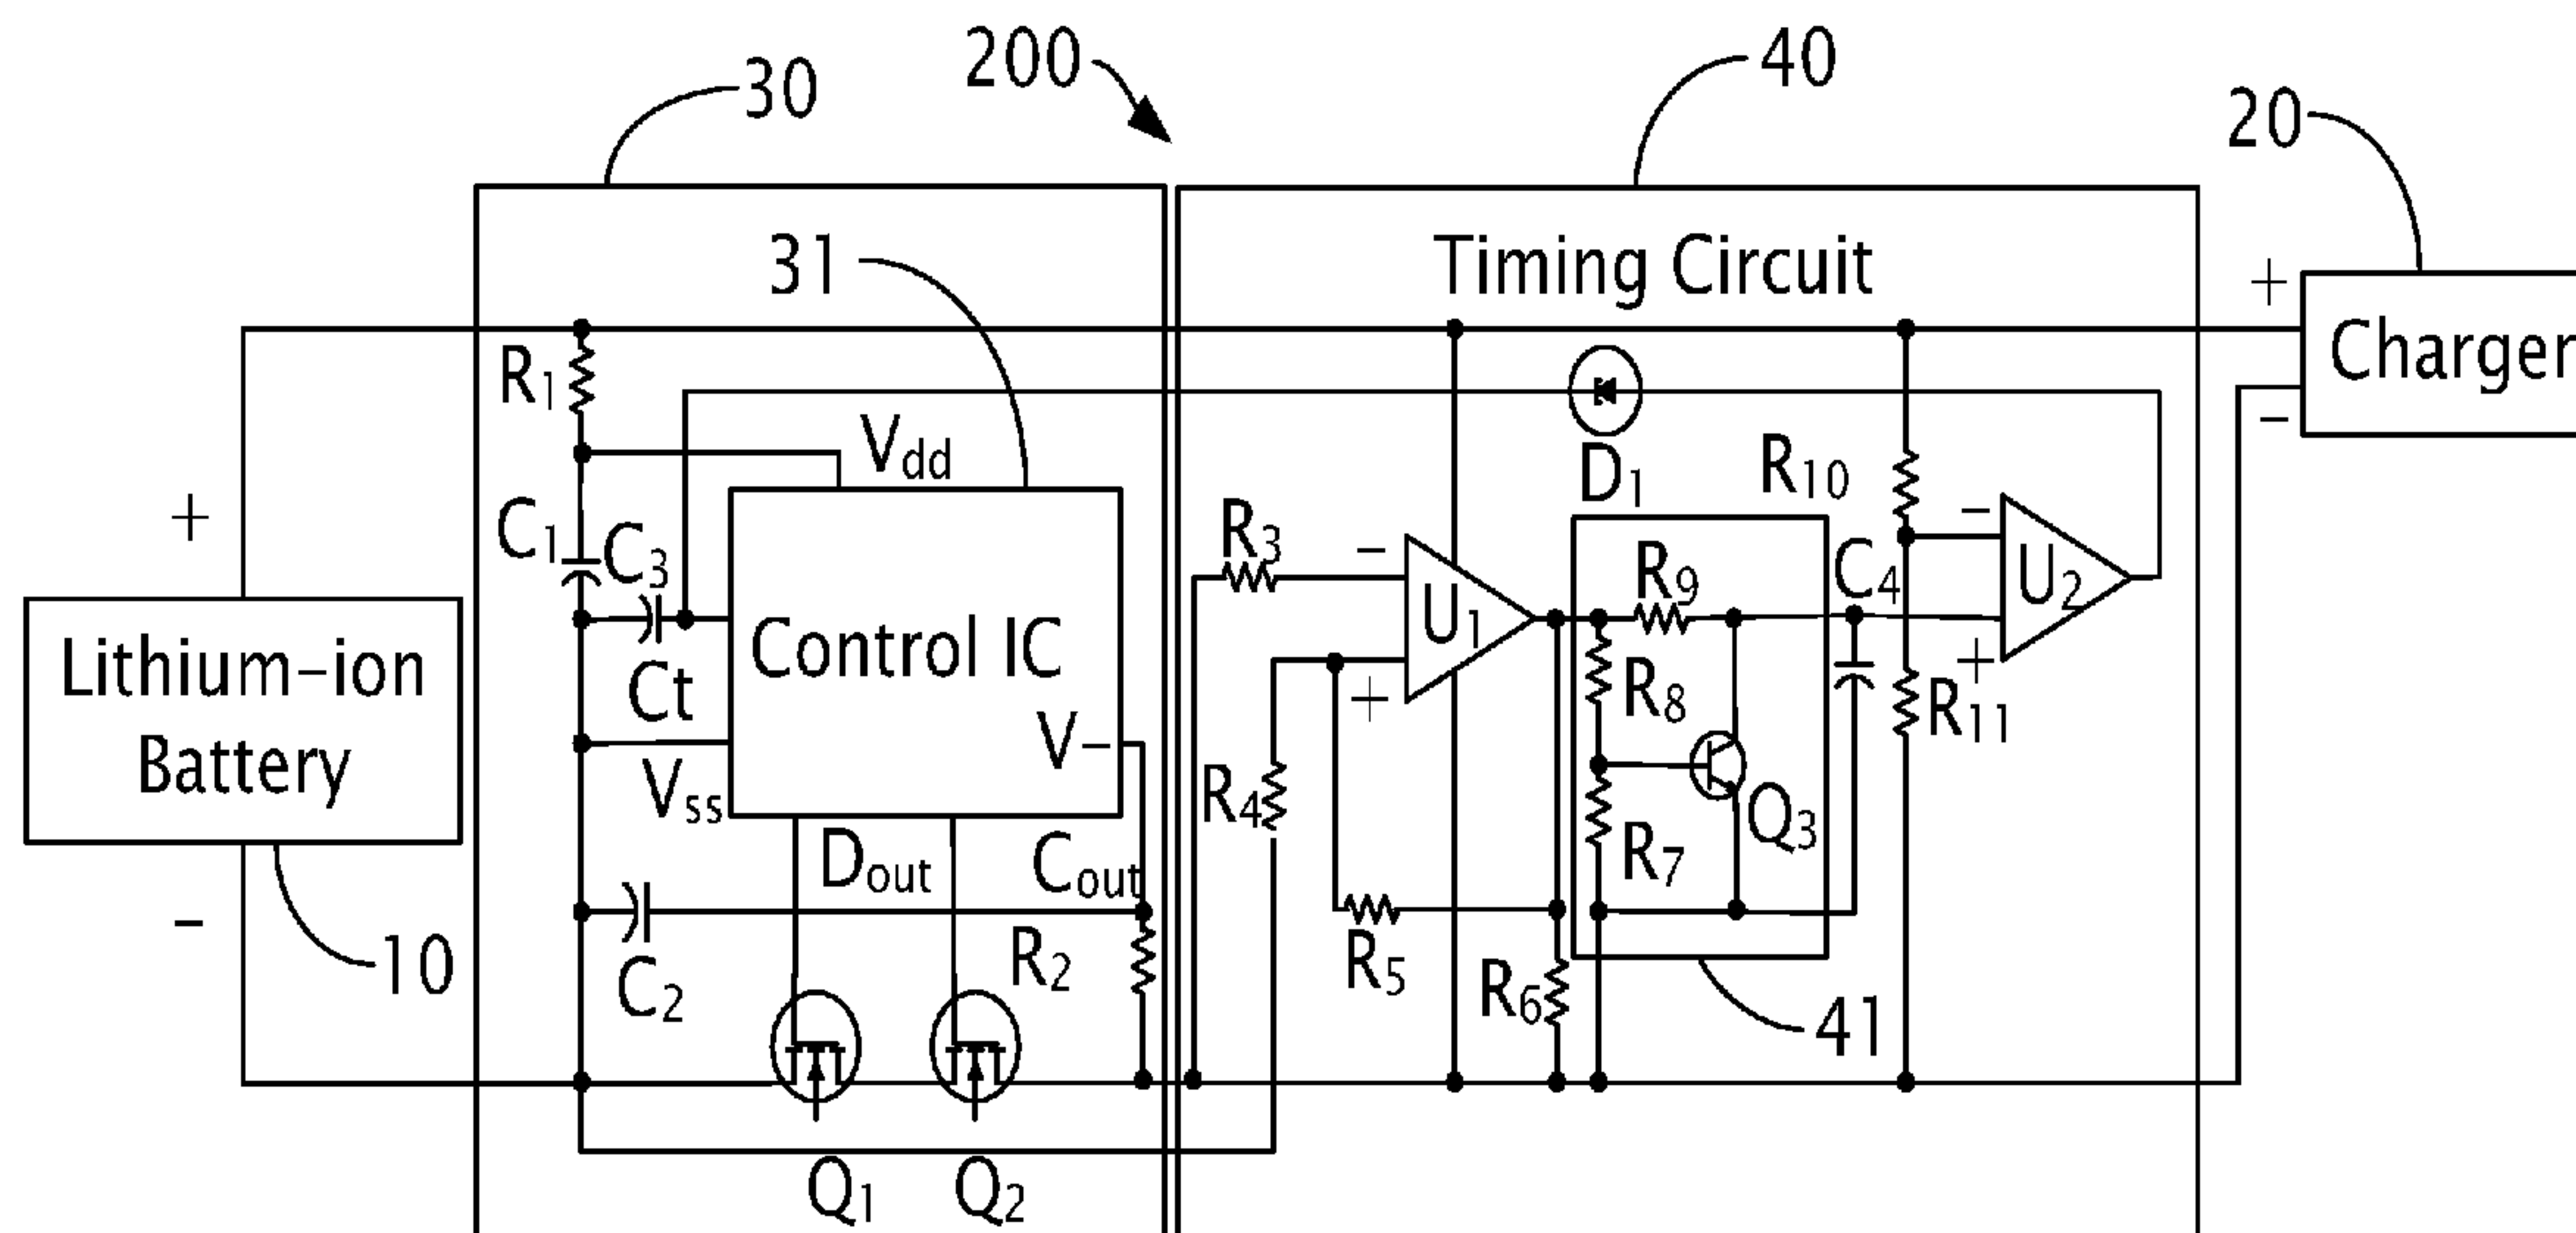 200
30
40
20
31
Timing Circuit
+
Charger
−
R1
Vdd
D1
R10
+
C1
C3
R3
−
U1
R9
C4
−
U2
+
Lithium-ion
Battery
Control IC
Ct
V−
Vss
R4
+
R8
R11
Q3
R7
−
10
Dout
Cout
C2
R2
R5
R6
41
Q1
Q2